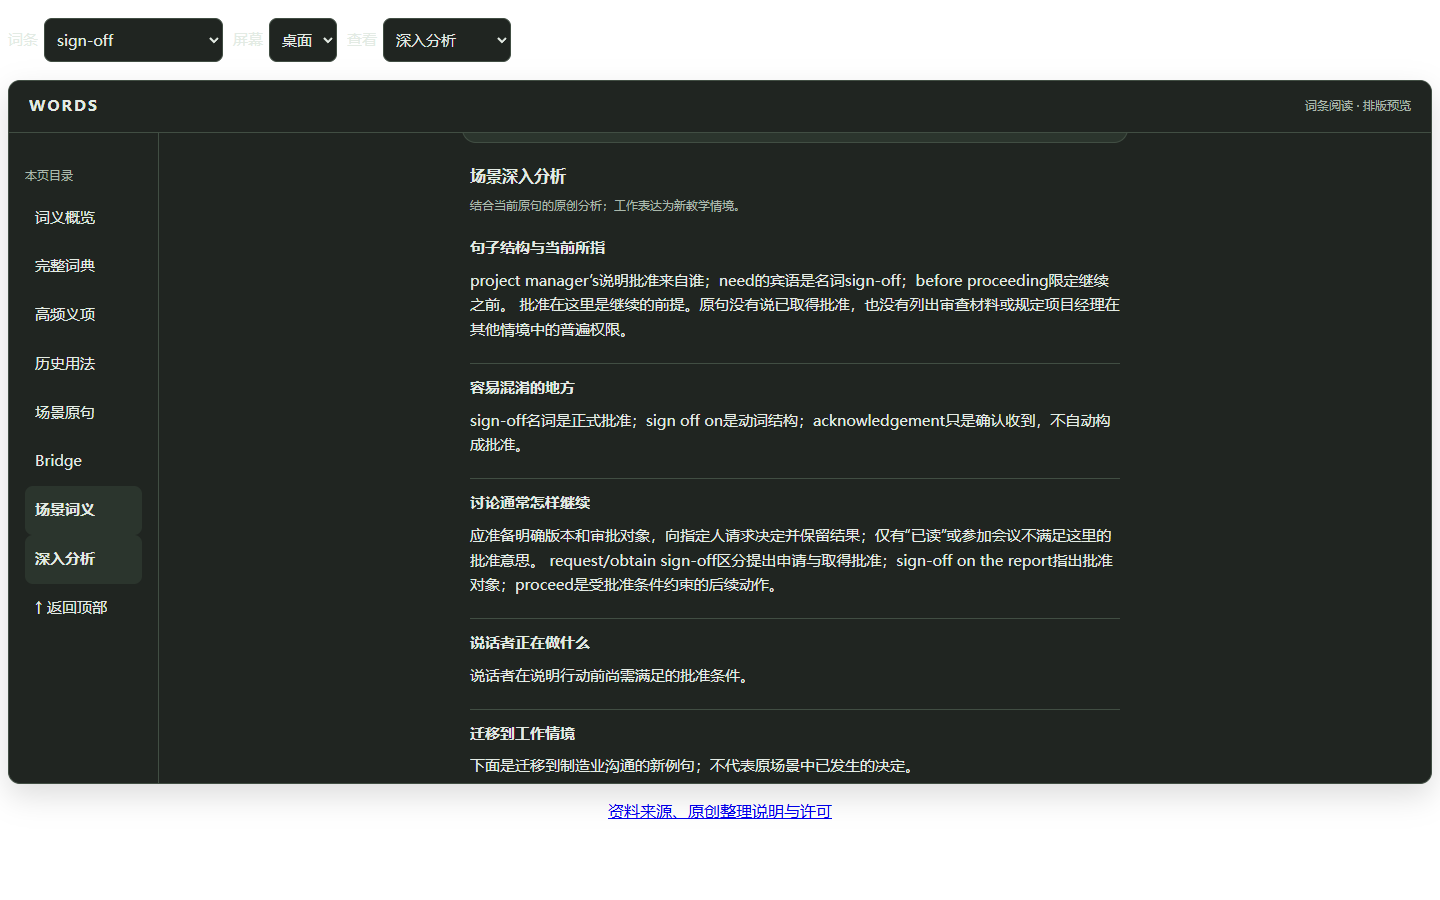 词条 sign-off 屏幕 桌面 查看 深入分析
WORDS
词条阅读 · 排版预览
本页目录
词义概览
完整词典
高频义项
历史用法
场景原句
Bridge
场景词义
深入分析
↑ 返回顶部
场景深入分析
结合当前原句的原创分析；工作表达为新教学情境。
句子结构与当前所指
project manager’s说明批准来自谁；need的宾语是名词sign-off；before proceeding限定继续
之前。 批准在这里是继续的前提。原句没有说已取得批准，也没有列出审查材料或规定项目经理在
其他情境中的普遍权限。
容易混淆的地方
sign-off名词是正式批准；sign off on是动词结构；acknowledgement只是确认收到，不自动构
成批准。
讨论通常怎样继续
应准备明确版本和审批对象，向指定人请求决定并保留结果；仅有“已读”或参加会议不满足这里的
批准意思。 request/obtain sign-off区分提出申请与取得批准；sign-off on the report指出批准
对象；proceed是受批准条件约束的后续动作。
说话者正在做什么
说话者在说明行动前尚需满足的批准条件。
迁移到工作情境
下面是迁移到制造业沟通的新例句；不代表原场景中已发生的决定。
资料来源、原创整理说明与许可